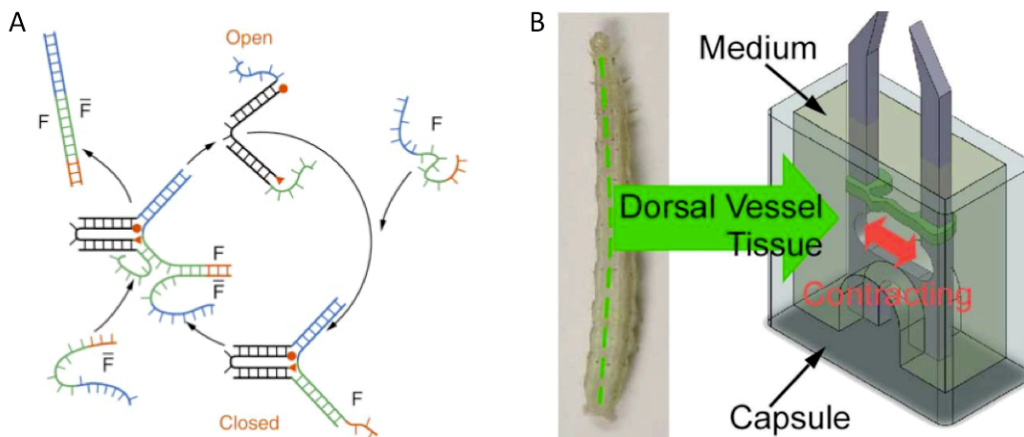 A
Open
F
F̄
F
F
F̄
F̄
F
Closed
B
Medium
Dorsal Vessel
Tissue
Contracting
Capsule